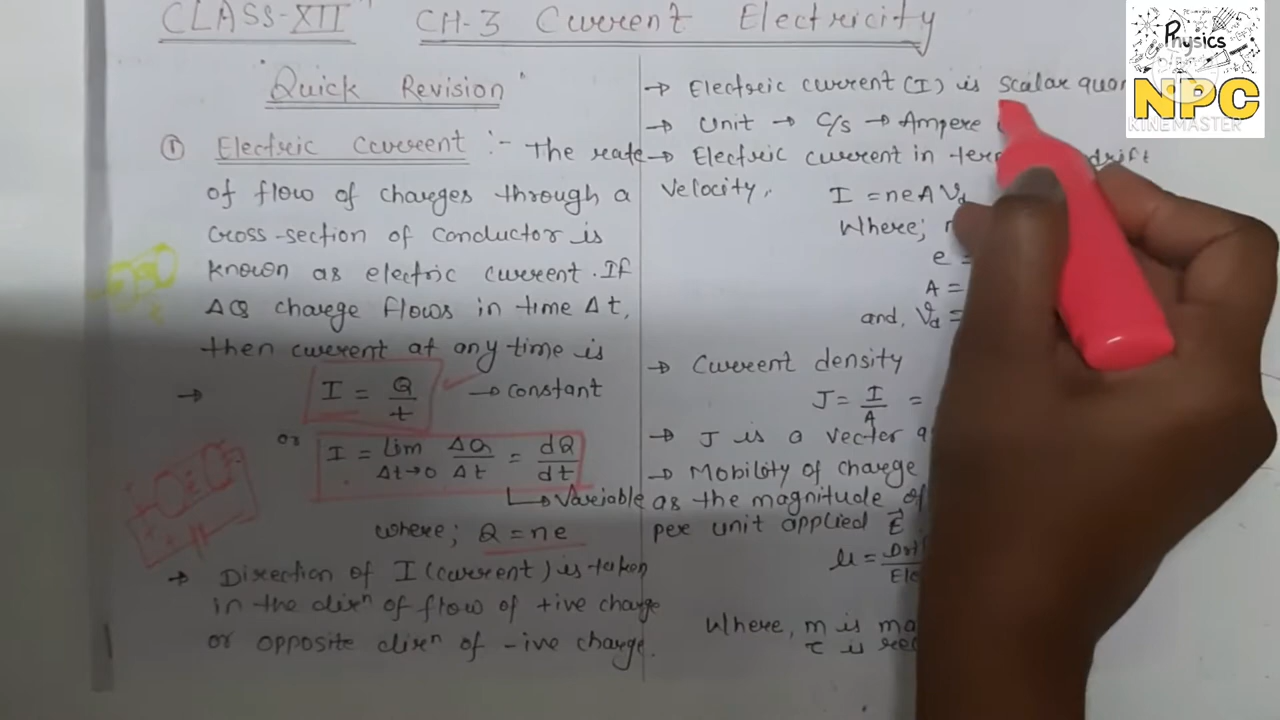 CLASS-XII CH-3 Current Electricity
"Quick Revision"
① Electric Current :- The rate
of flow of charges through a
cross-section of conductor is
known as electric current. If
ΔQ charge flows in time Δt,
then current at any time is
→ I = Q/t → constant
or I = Lim Δt→0 ΔQ/Δt = dQ/dt
↳ Variable
where; Q = ne
→ Direction of I (current) is taken
in the dirⁿ of flow of +ive charge
or opposite dirⁿ of -ive charge.
→ Electric current (I) is scalar
→ Unit → C/s → Ampere
→ Electric current in drift
velocity. I = neAVd
Where;
e =
A =
and, Vd =
→ Current density
J = I/A =
→ J is a vector
→ Mobility of charge
as the magnitude of
per unit applied E⃗
μ =
Where, m is
τ is
Physics
NPC
KINEMASTER